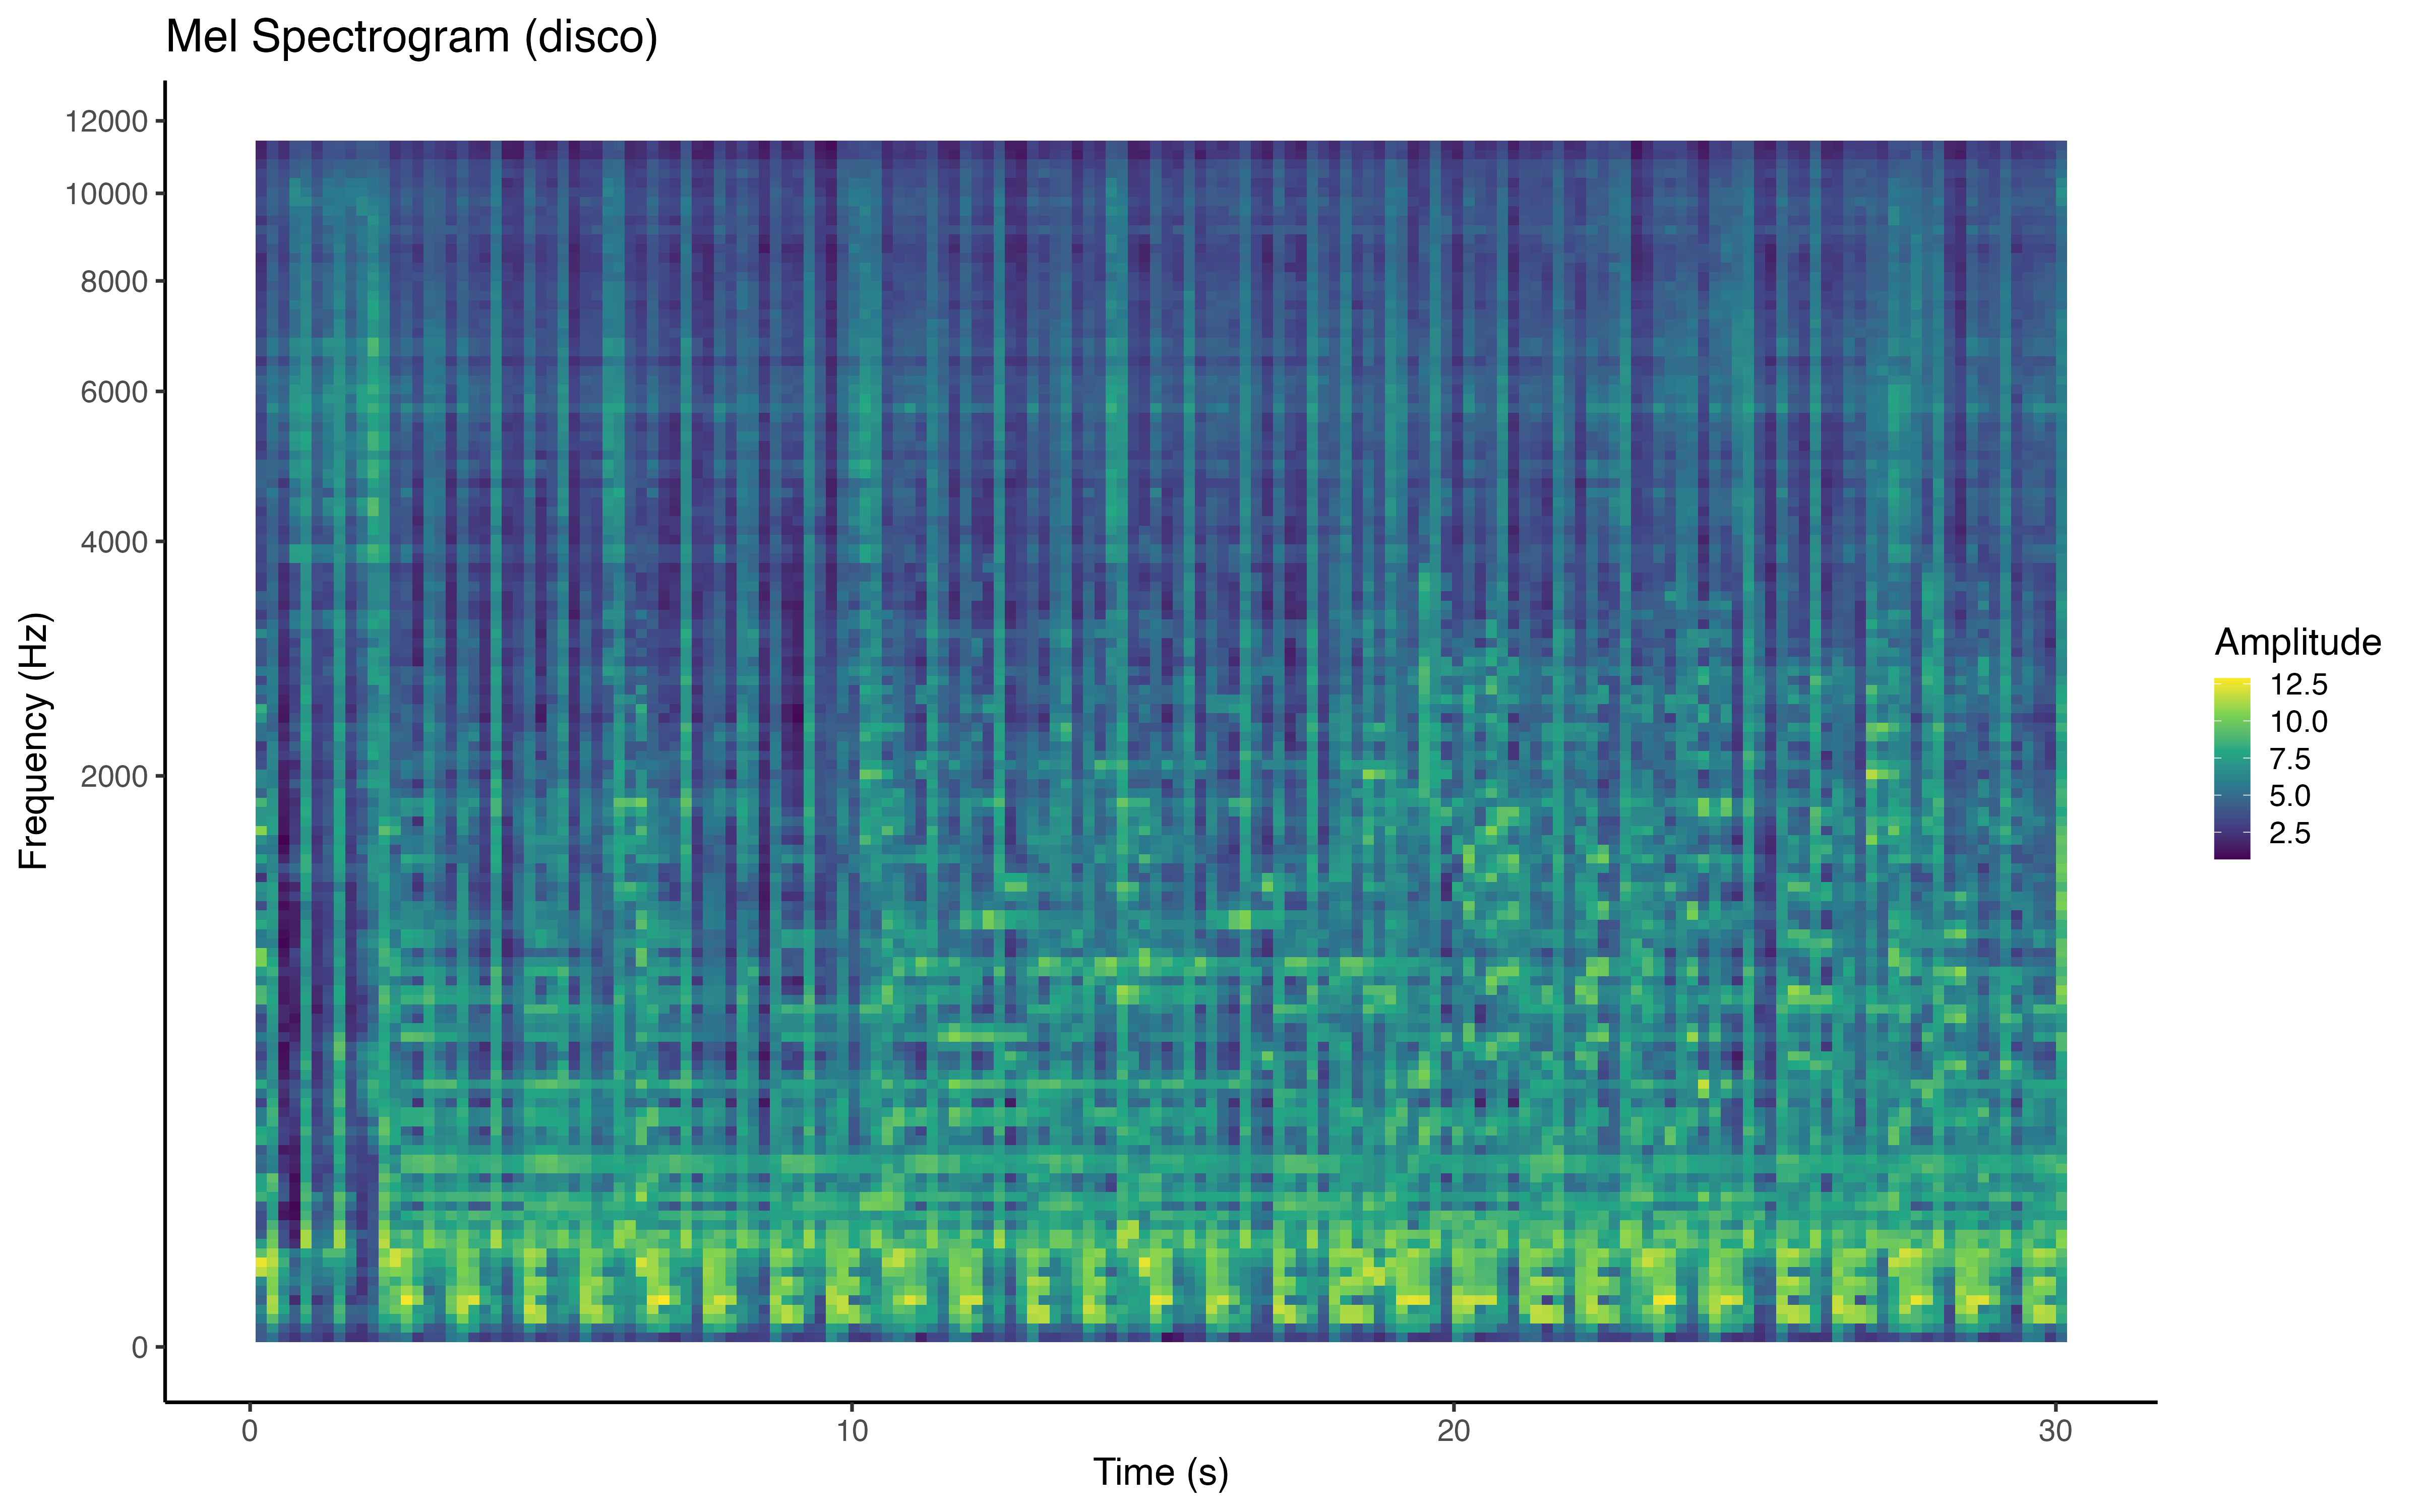 Mel Spectrogram (disco)
12000
10000
8000
6000
4000
2000
0
Frequency (Hz)
0 10 20 30
Time (s)
Amplitude
12.5
10.0
7.5
5.0
2.5